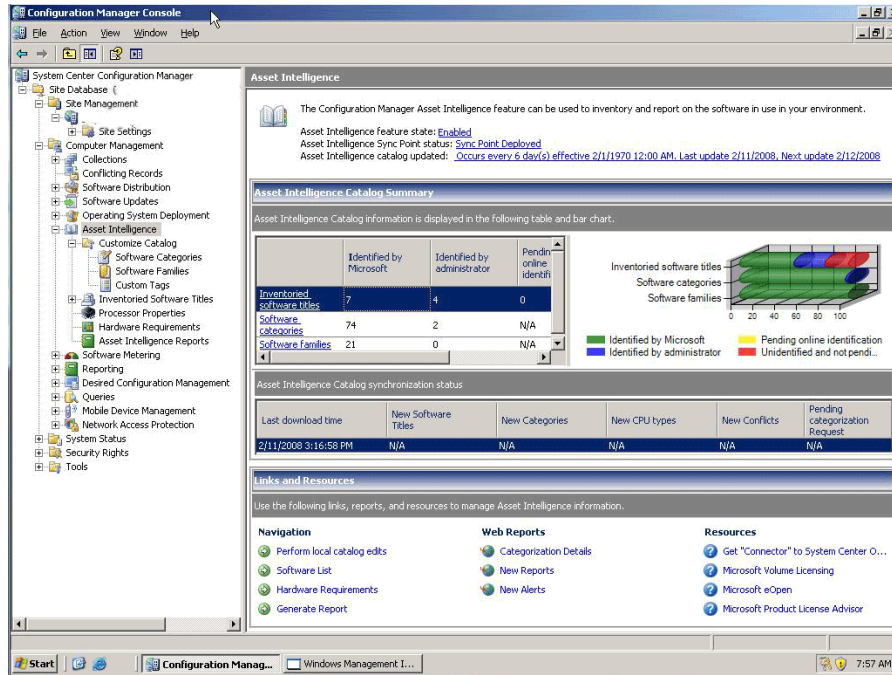 Configuration Manager Console
File Action View Window Help
System Center Configuration Manager
Site Database (
Site Management
Site Settings
Computer Management
Collections
Conflicting Records
Software Distribution
Software Updates
Operating System Deployment
Asset Intelligence
Customize Catalog
Software Categories
Software Families
Custom Tags
Inventoried Software Titles
Processor Properties
Hardware Requirements
Asset Intelligence Reports
Software Metering
Reporting
Desired Configuration Management
Queries
Mobile Device Management
Network Access Protection
System Status
Security Rights
Tools
Asset Intelligence
The Configuration Manager Asset Intelligence feature can be used to inventory and report on the software in use in your environment.
Asset Intelligence feature state: Enabled
Asset Intelligence Sync Point status: Sync Point Deployed
Asset Intelligence catalog updated: Occurs every 6 day(s) effective 2/1/1970 12:00 AM. Last update 2/11/2008, Next update 2/12/2008
Asset Intelligence Catalog Summary
Asset Intelligence Catalog information is displayed in the following table and bar chart.
Identified by Microsoft
Identified by administrator
Pendin online identifi
Inventoried software titles 7 4 0
Software categories 74 2 N/A
Software families 21 0 N/A
Inventoried software titles
Software categories
Software families
0 20 40 60 80 100
Identified by Microsoft
Pending online identification
Identified by administrator
Unidentified and not pendi...
Asset Intelligence Catalog synchronization status
Last download time
New Software Titles
New Categories
New CPU types
New Conflicts
Pending categorization Request
2/11/2008 3:16:58 PM N/A N/A N/A N/A N/A
Links and Resources
Use the following links, reports, and resources to manage Asset Intelligence information.
Navigation
Perform local catalog edits
Software List
Hardware Requirements
Generate Report
Web Reports
Categorization Details
New Reports
New Alerts
Resources
Get "Connector" to System Center O...
Microsoft Volume Licensing
Microsoft eOpen
Microsoft Product License Advisor
Start
Configuration Manag...
Windows Management I...
7:57 AM